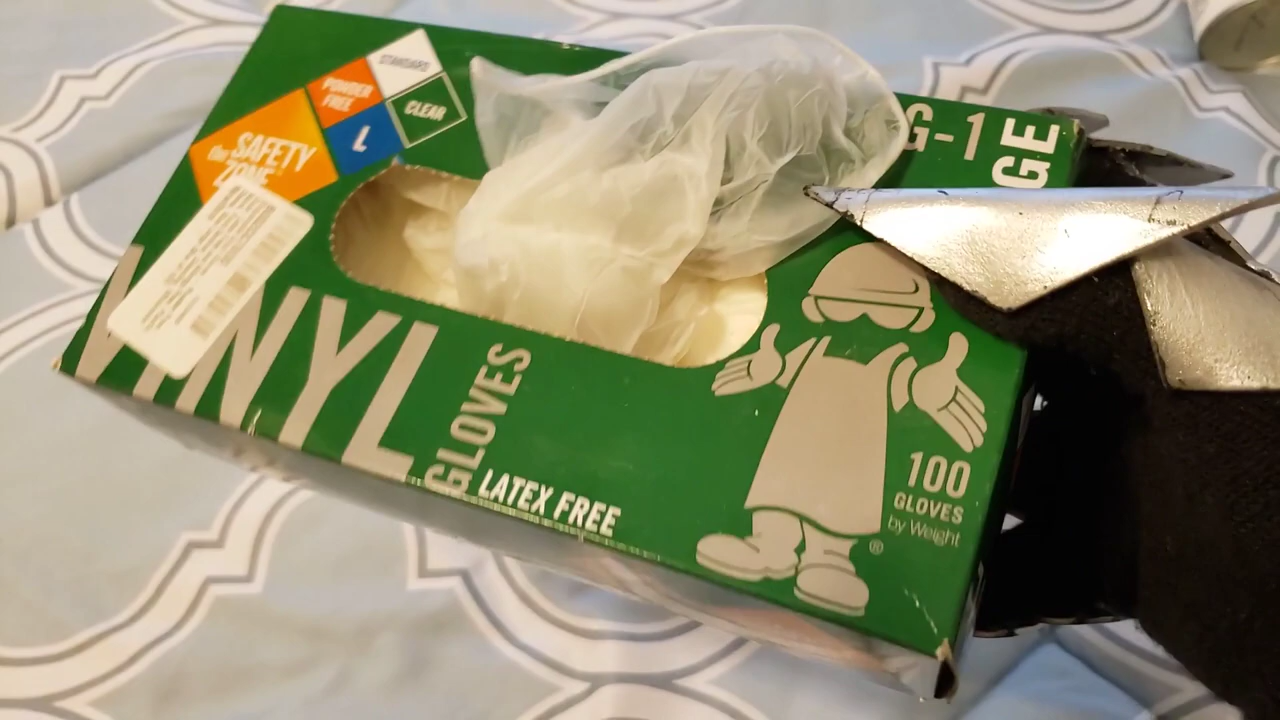 STANDARD
POWDER
FREE
CLEAR
L
the SAFETY
ZONE
G-1
GE
VINYL
GLOVES
LATEX FREE
100
GLOVES
by Weight
®